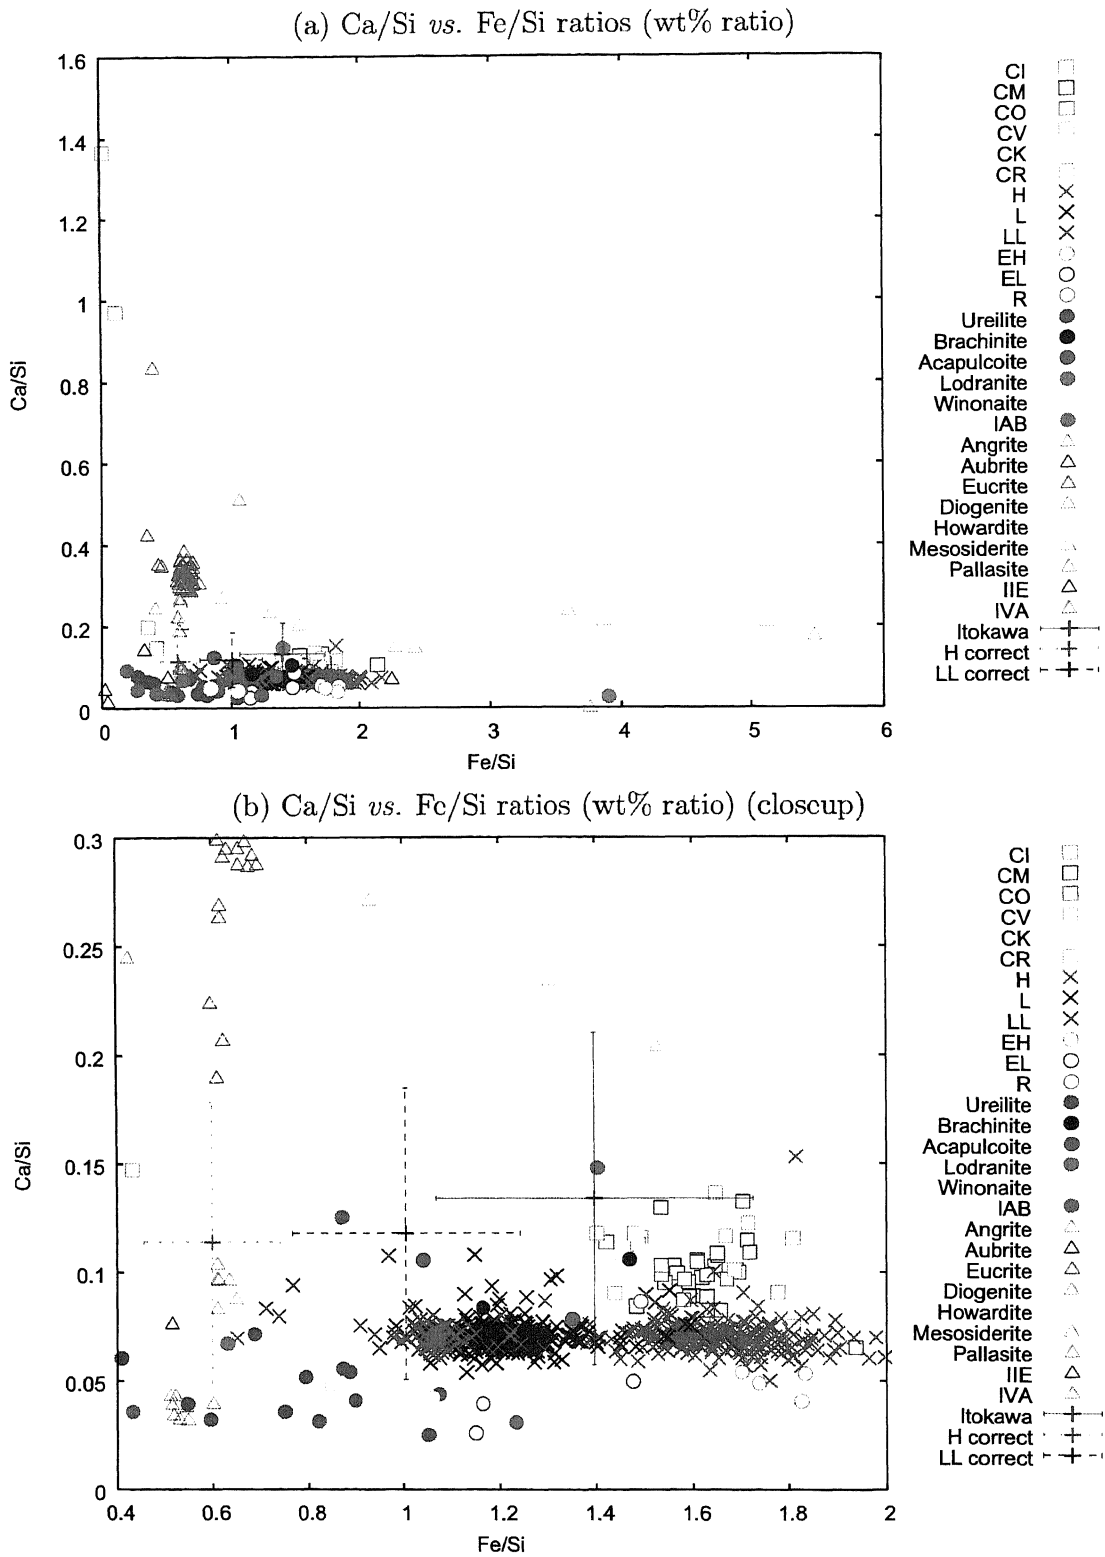 (a) Ca/Si vs. Fe/Si ratios (wt% ratio)
1.6
1.4
1.2
1
0.8
0.6
0.4
0.2
0
Ca/Si
0 1 2 3 4 5 6
Fe/Si
CI
CM
CO
CV
CK
CR
H
L
LL
EH
EL
R
Ureilite
Brachinite
Acapulcoite
Lodranite
Winonaite
IAB
Angrite
Aubrite
Eucrite
Diogenite
Howardite
Mesosiderite
Pallasite
IIE
IVA
Itokawa
H correct
LL correct
(b) Ca/Si vs. Fe/Si ratios (wt% ratio) (closeup)
0.3
0.25
0.2
0.15
0.1
0.05
0
Ca/Si
0.4 0.6 0.8 1 1.2 1.4 1.6 1.8 2
Fe/Si
CI
CM
CO
CV
CK
CR
H
L
LL
EH
EL
R
Ureilite
Brachinite
Acapulcoite
Lodranite
Winonaite
IAB
Angrite
Aubrite
Eucrite
Diogenite
Howardite
Mesosiderite
Pallasite
IIE
IVA
Itokawa
H correct
LL correct